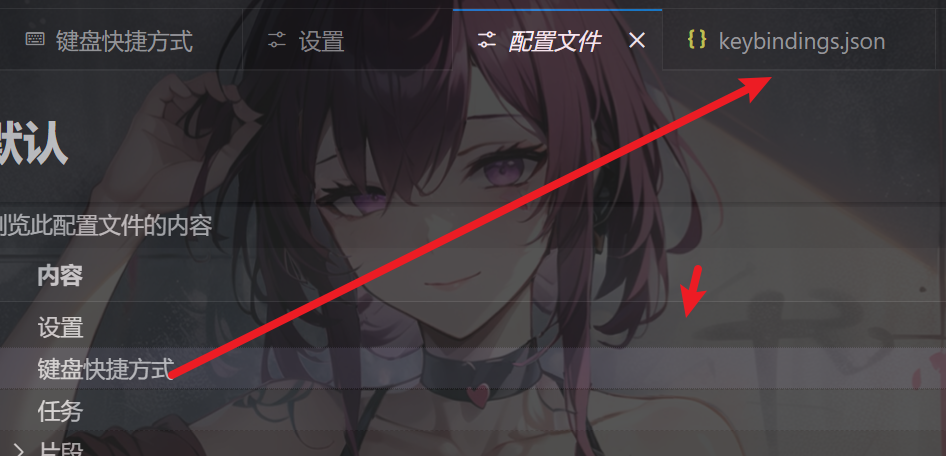 键盘快捷方式 设置 配置文件 keybindings.json
默认
浏览此配置文件的内容
内容
设置
键盘快捷方式
任务
片段